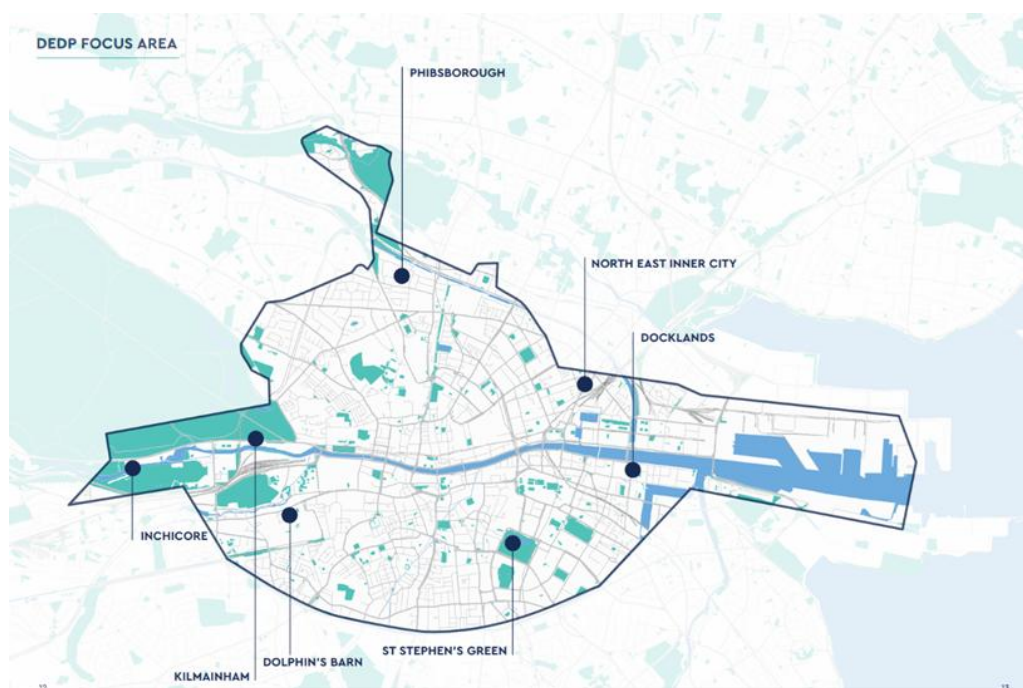 DEDP FOCUS AREA
PHIBSBOROUGH
NORTH EAST INNER CITY
DOCKLANDS
INCHICORE
ST STEPHEN'S GREEN
DOLPHIN'S BARN
KILMAINHAM